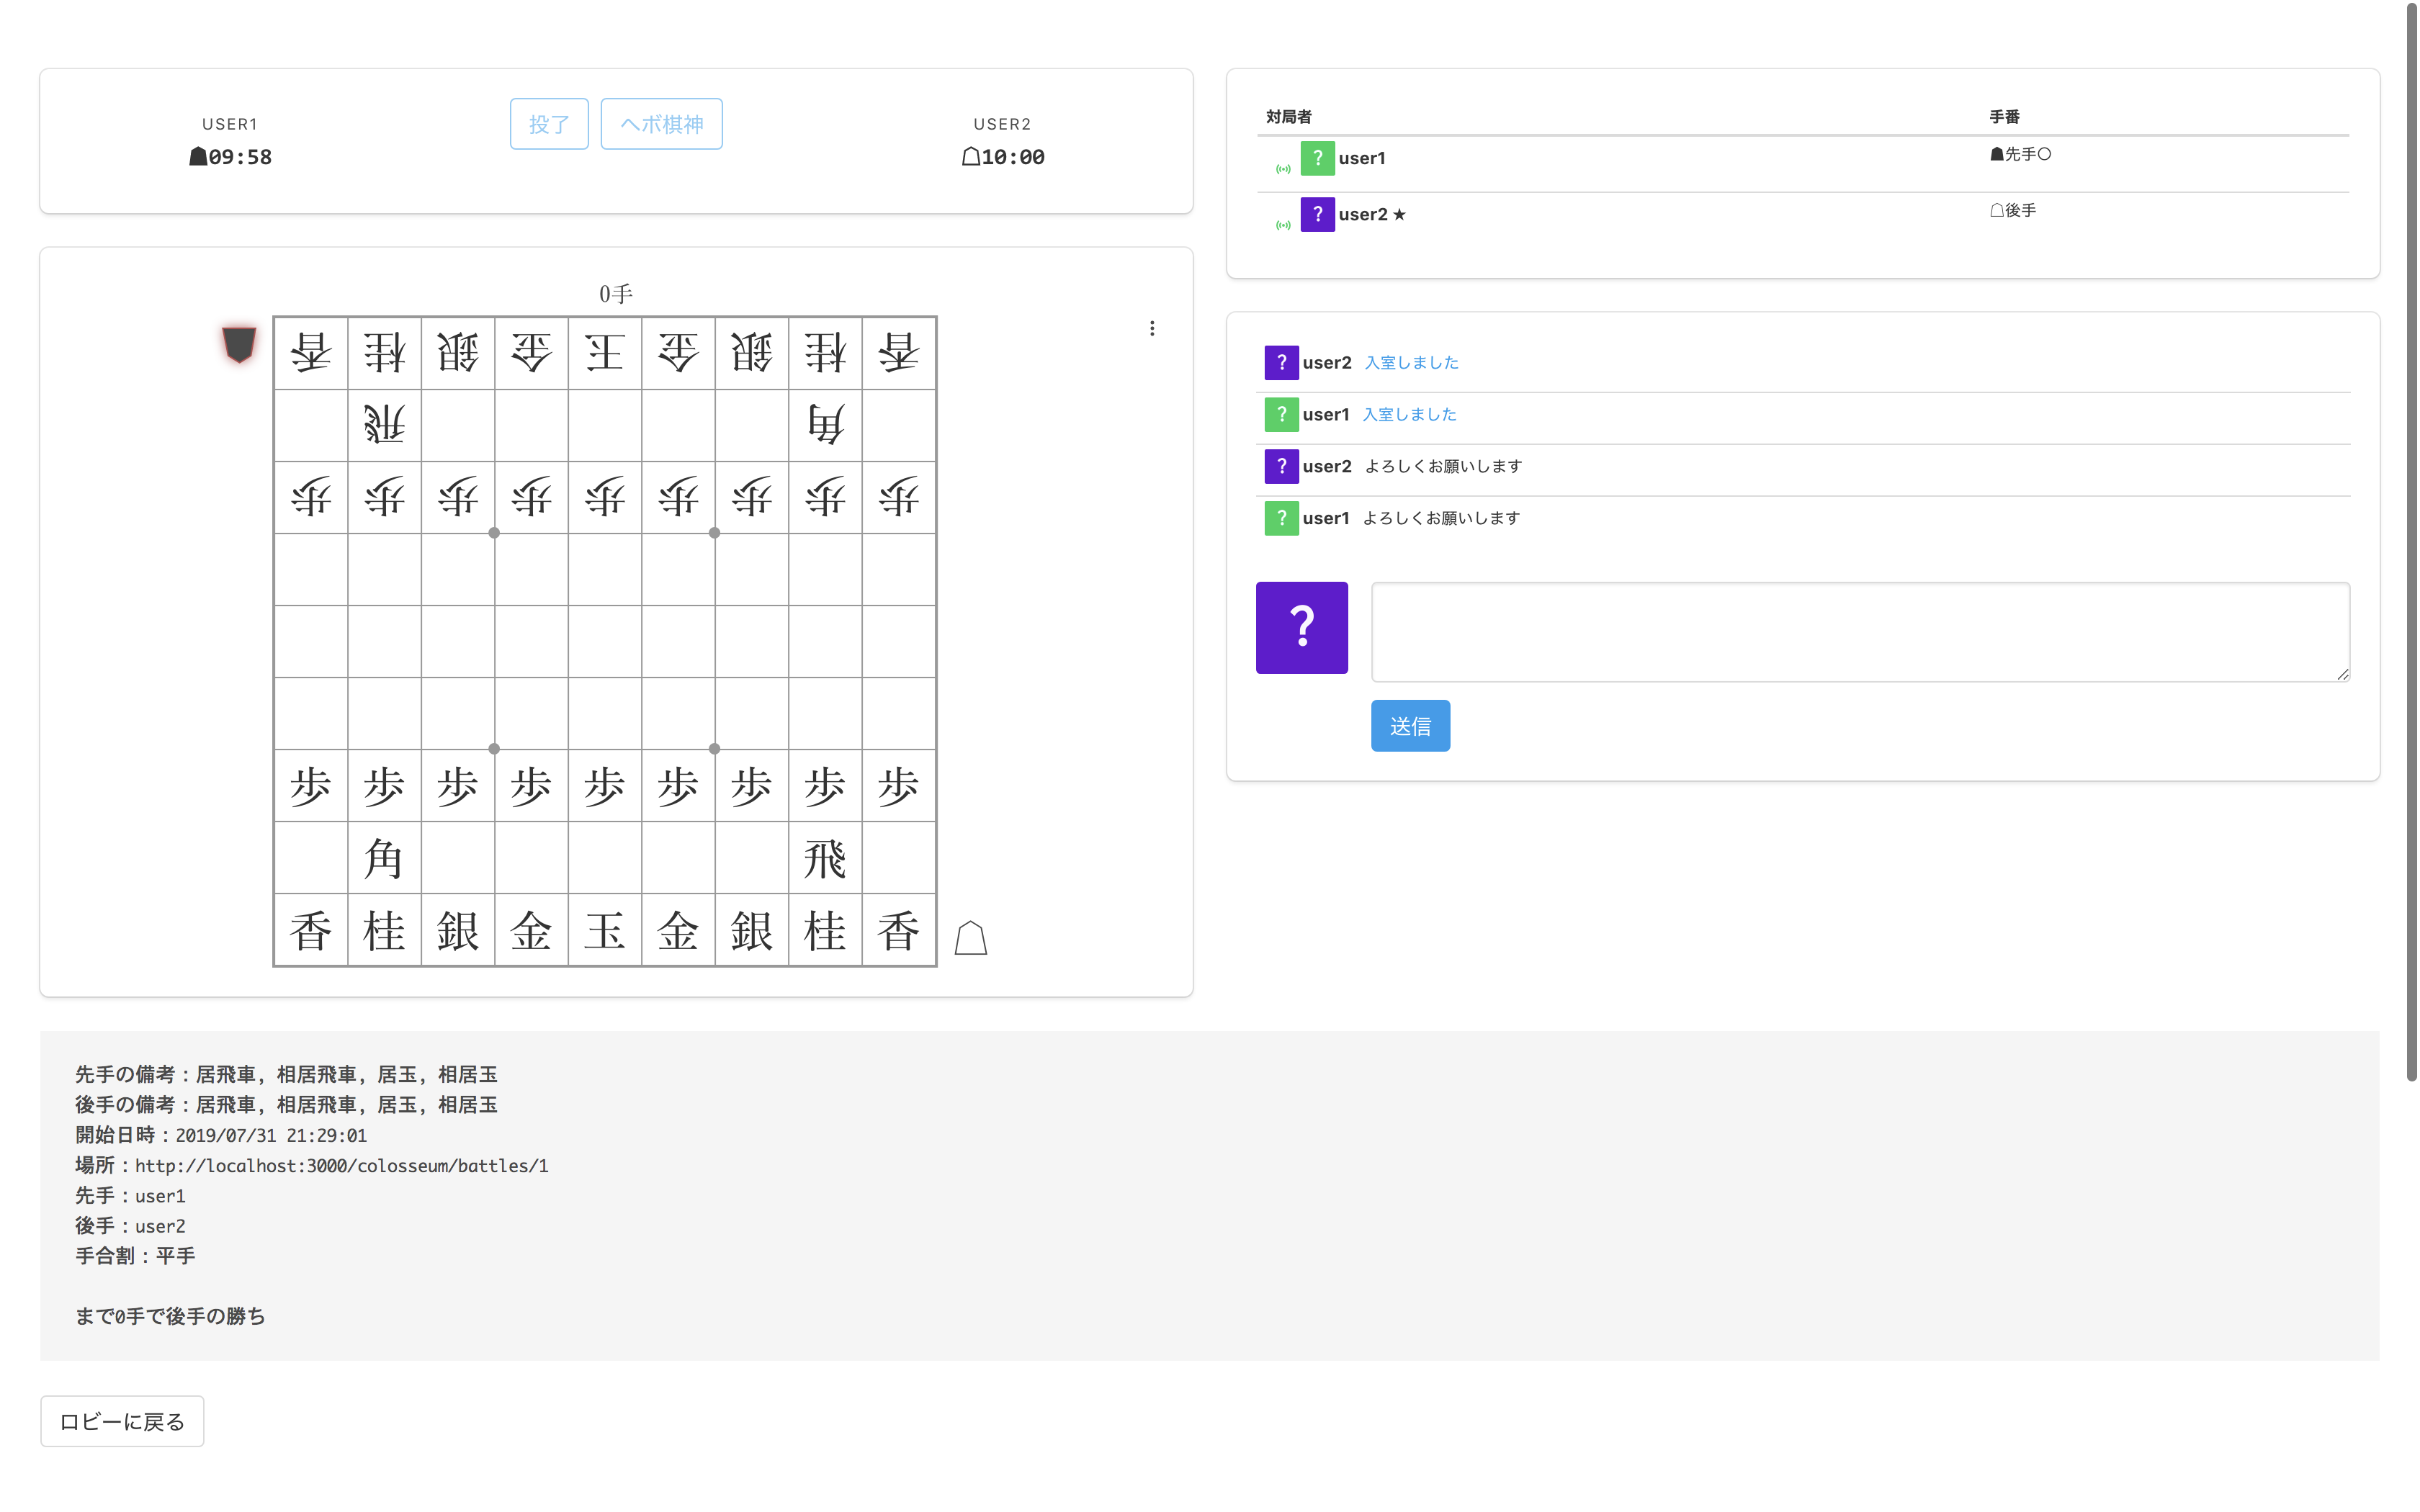 USER1
09:58
投了
ヘボ棋神
USER2
10:00
0手
香桂銀金王金銀桂香
飛角
歩歩歩歩歩歩歩歩歩
歩歩歩歩歩歩歩歩歩
角飛
香桂銀金玉金銀桂香
対局者 手番
? user1 先手○
? user2 ★ 後手
? user2 入室しました
? user1 入室しました
? user2 よろしくお願いします
? user1 よろしくお願いします
?
送信
先手の備考：居飛車, 相居飛車, 居玉, 相居玉
後手の備考：居飛車, 相居飛車, 居玉, 相居玉
開始日時：2019/07/31 21:29:01
場所：http://localhost:3000/colosseum/battles/1
先手：user1
後手：user2
手合割：平手
まで0手で後手の勝ち
ロビーに戻る